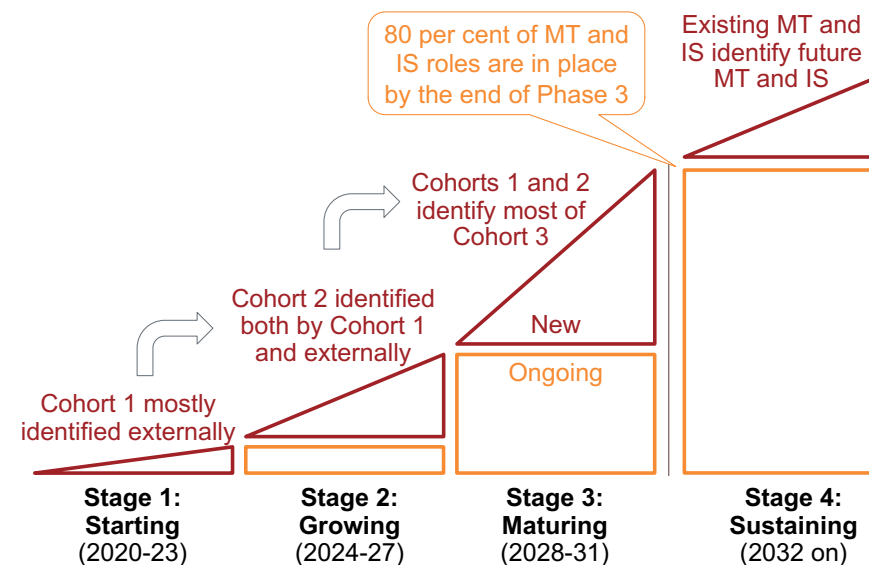 80 per cent of MT and
IS roles are in place
by the end of Phase 3
Existing MT and
IS identify future
MT and IS
Cohorts 1 and 2
identify most of
Cohort 3
Cohort 2 identified
both by Cohort 1
and externally
New
Ongoing
Cohort 1 mostly
identified externally
Stage 1:
Starting
(2020-23)
Stage 2:
Growing
(2024-27)
Stage 3:
Maturing
(2028-31)
Stage 4:
Sustaining
(2032 on)